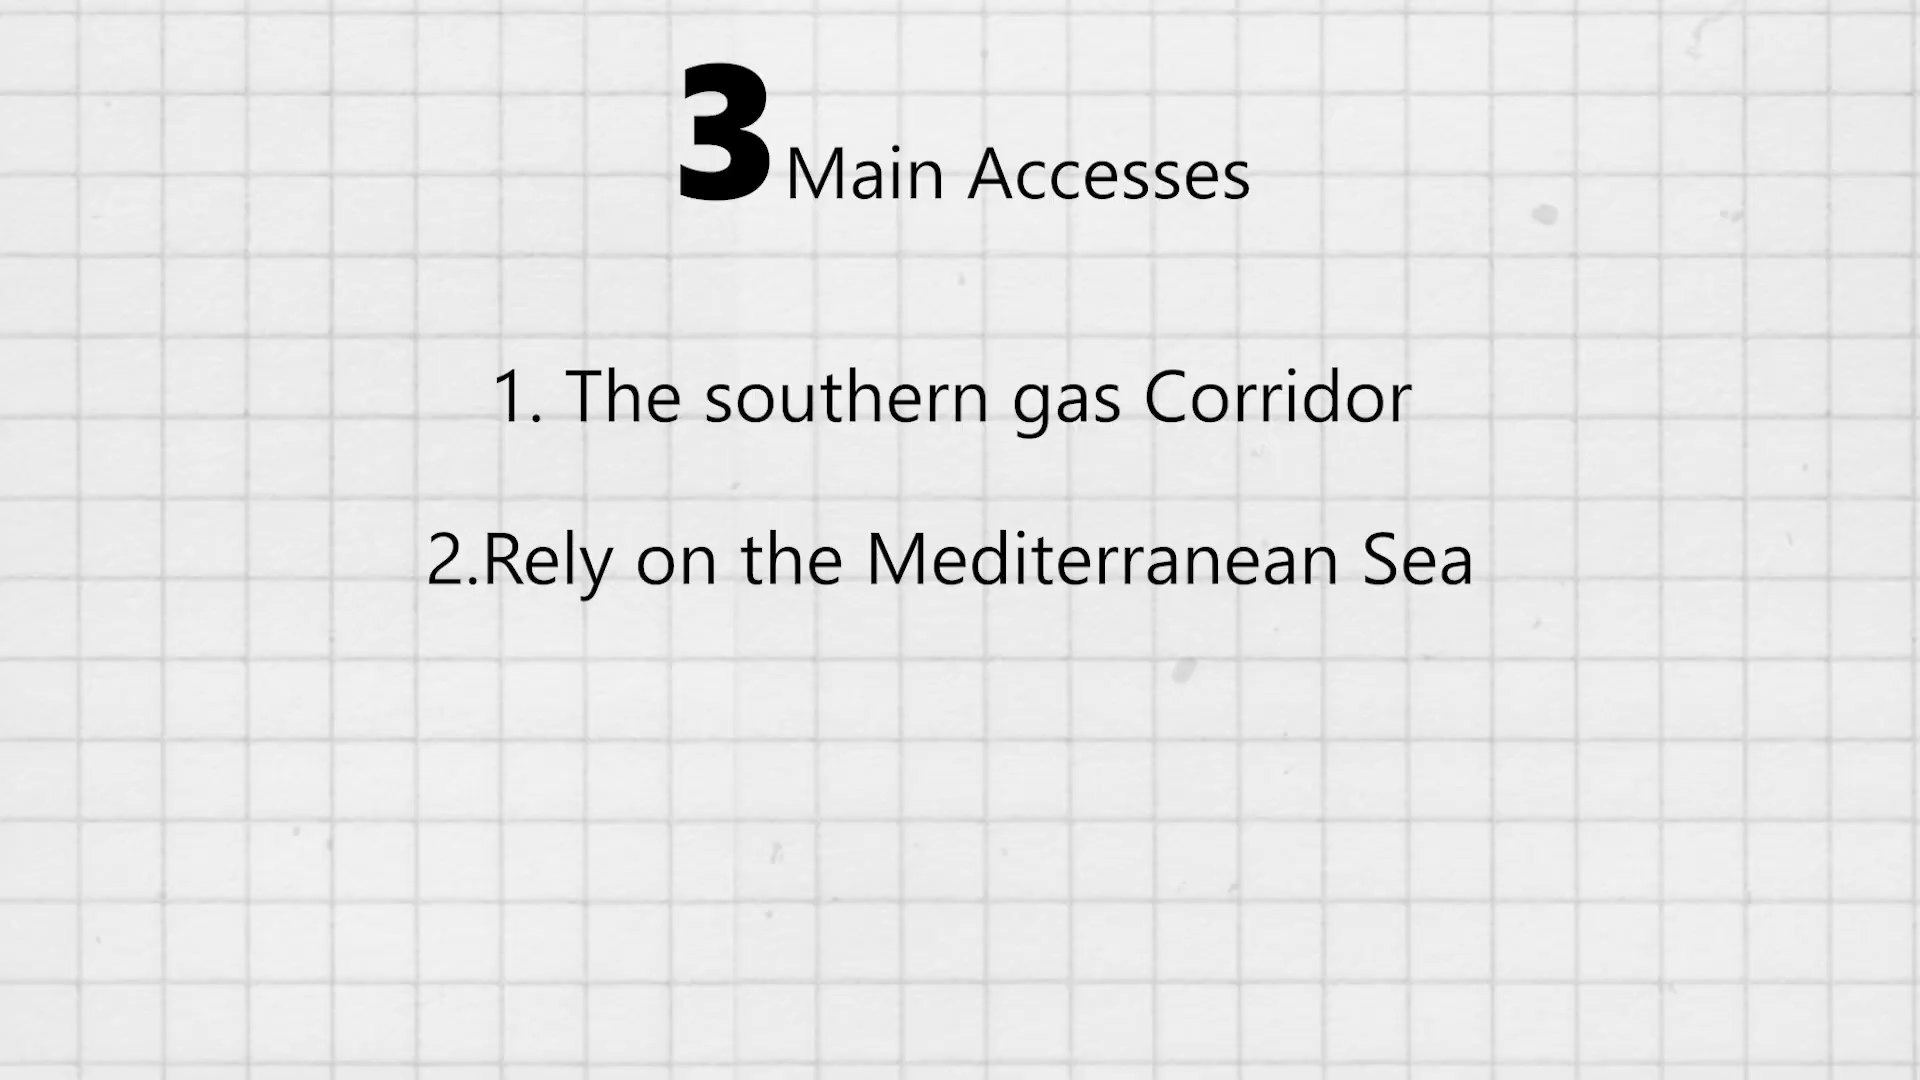 3 Main Accesses
1. The southern gas Corridor
2.Rely on the Mediterranean Sea